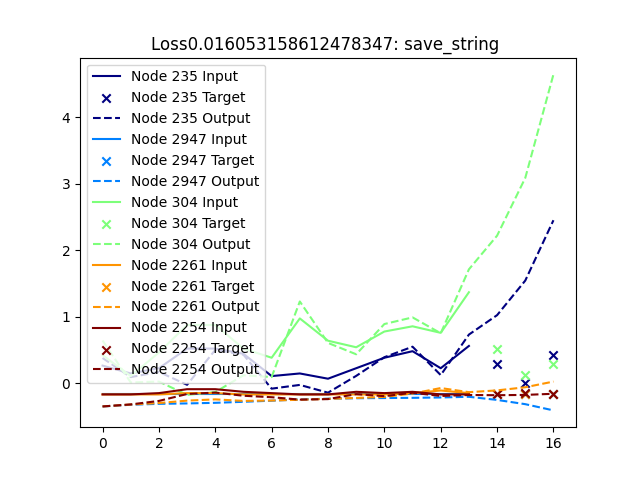 Loss0.016053158612478347: save_string
Node 235 Input
Node 235 Target
Node 235 Output
Node 2947 Input
Node 2947 Target
Node 2947 Output
Node 304 Input
Node 304 Target
Node 304 Output
Node 2261 Input
Node 2261 Target
Node 2261 Output
Node 2254 Input
Node 2254 Target
Node 2254 Output
4
3
2
1
0
0 2 4 6 8 10 12 14 16